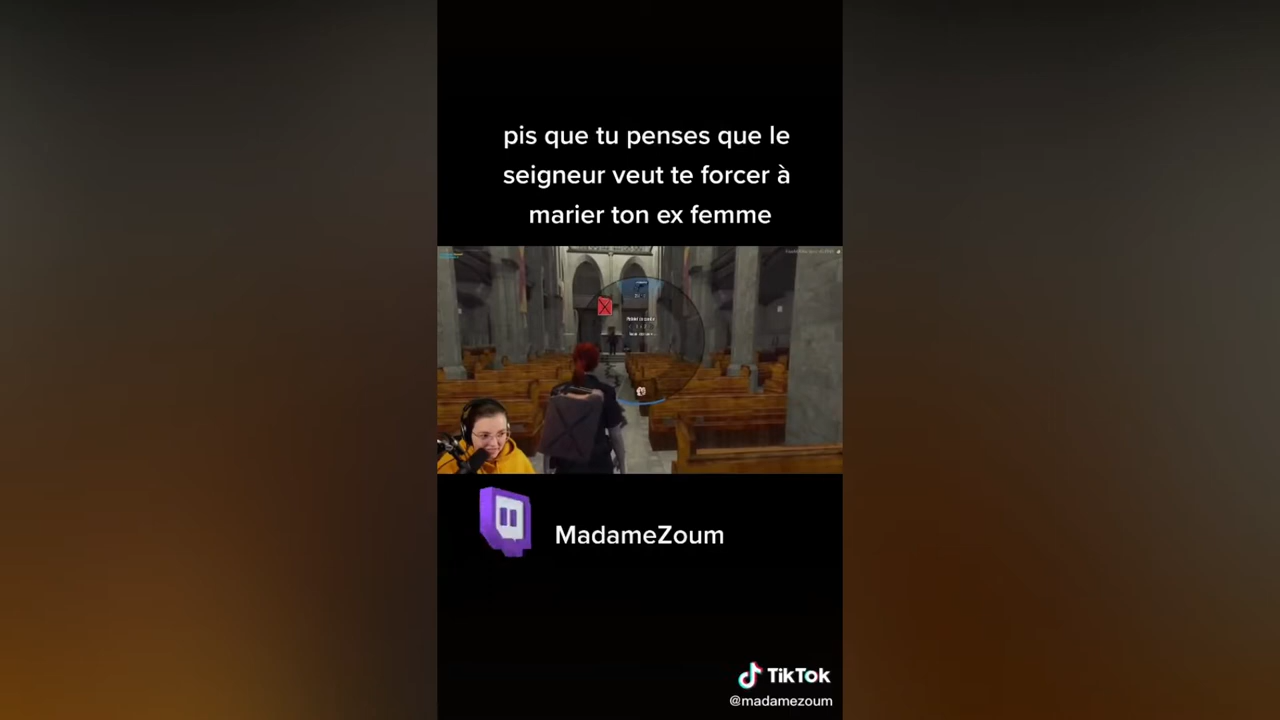 pis que tu penses que le
seigneur veut te forcer à
marier ton ex femme
MadameZoum
TikTok
@madamezoum